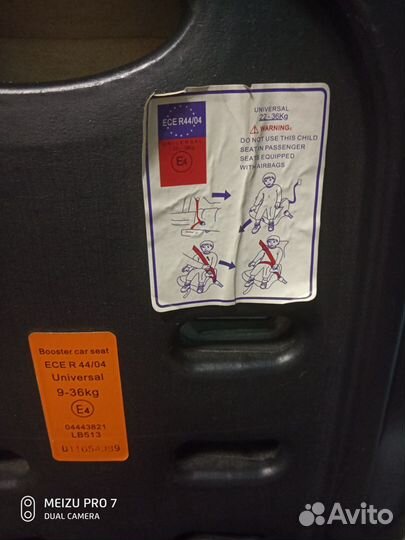 ECE R44/04
UNIVERSAL
E4
UNIVERSAL
22- 36Kg
WARNING:
DO NOT USE THIS CHILD
SEAT IN PASSENGER
SEATS EQUIPPED
WITH AIRBAGS
Booster car seat
ECE R 44/04
Universal
9-36kg
E4
04443821
LB513
MEIZU PRO 7
DUAL CAMERA
Avito